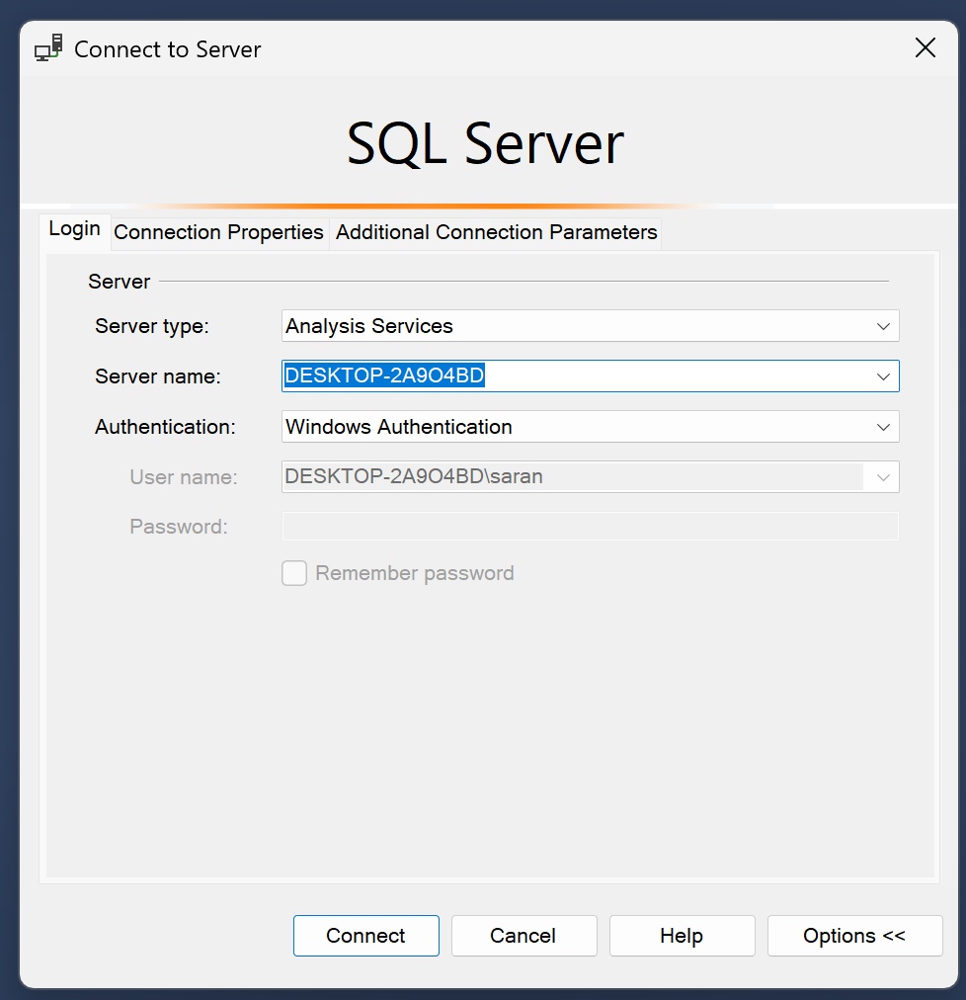 Connect to Server
SQL Server
Login Connection Properties Additional Connection Parameters
Server
Server type: Analysis Services
Server name: DESKTOP-2A9O4BD
Authentication: Windows Authentication
User name: DESKTOP-2A9O4BD\saran
Password:
Remember password
Connect Cancel Help Options <<